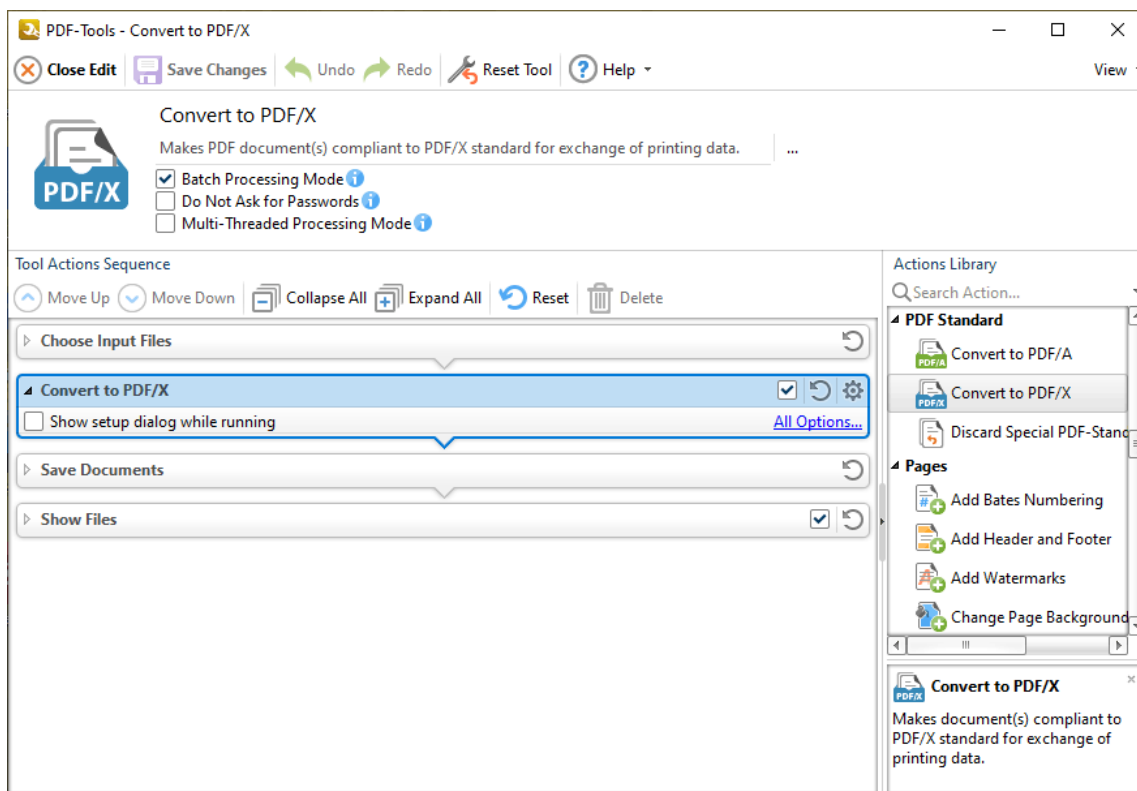 PDF-Tools - Convert to PDF/X
Close Edit Save Changes Undo Redo Reset Tool ? Help View
Convert to PDF/X
Makes PDF document(s) compliant to PDF/X standard for exchange of printing data. ...
PDF/X
Batch Processing Mode i
Do Not Ask for Passwords i
Multi-Threaded Processing Mode i
Tool Actions Sequence
Move Up Move Down Collapse All Expand All Reset Delete
Choose Input Files
Convert to PDF/X
Show setup dialog while running All Options...
Save Documents
Show Files
Actions Library
Search Action...
PDF Standard
PDF/A Convert to PDF/A
PDF/X Convert to PDF/X
Discard Special PDF-Stand
Pages
# Add Bates Numbering
Add Header and Footer
A Add Watermarks
Change Page Background
PDF/X Convert to PDF/X
Makes document(s) compliant to
PDF/X standard for exchange of
printing data.